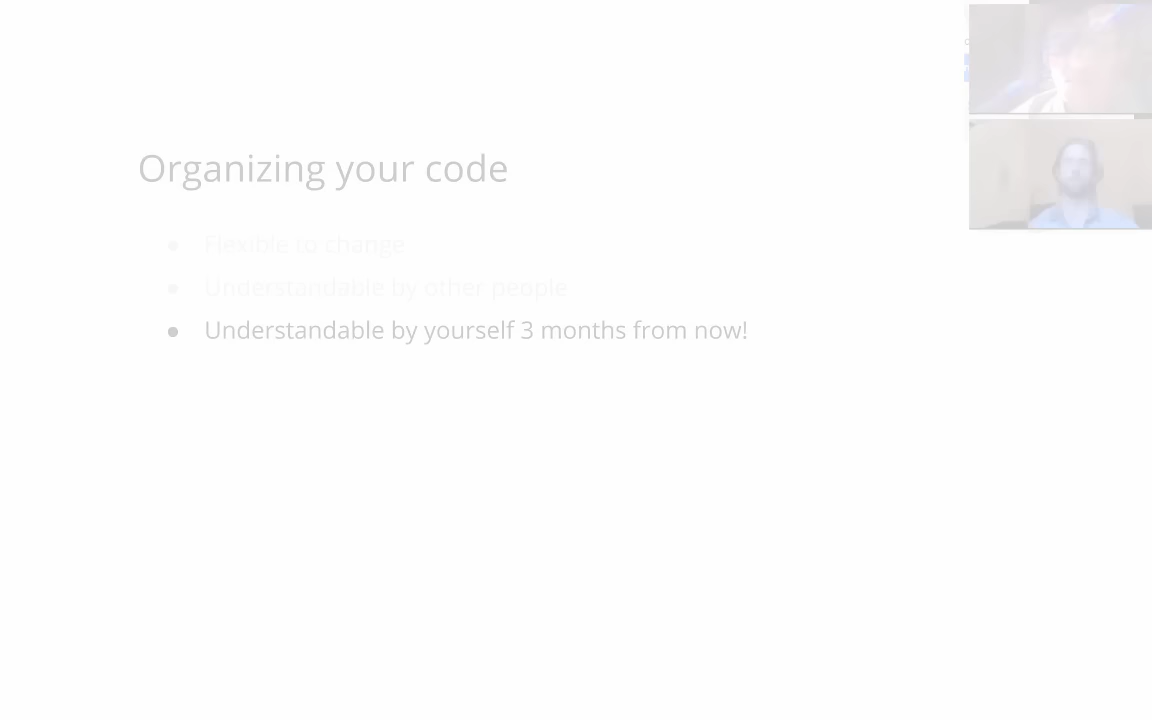 Organizing your code
● Flexible to change
● Understandable by other people
● Understandable by yourself 3 months from now!